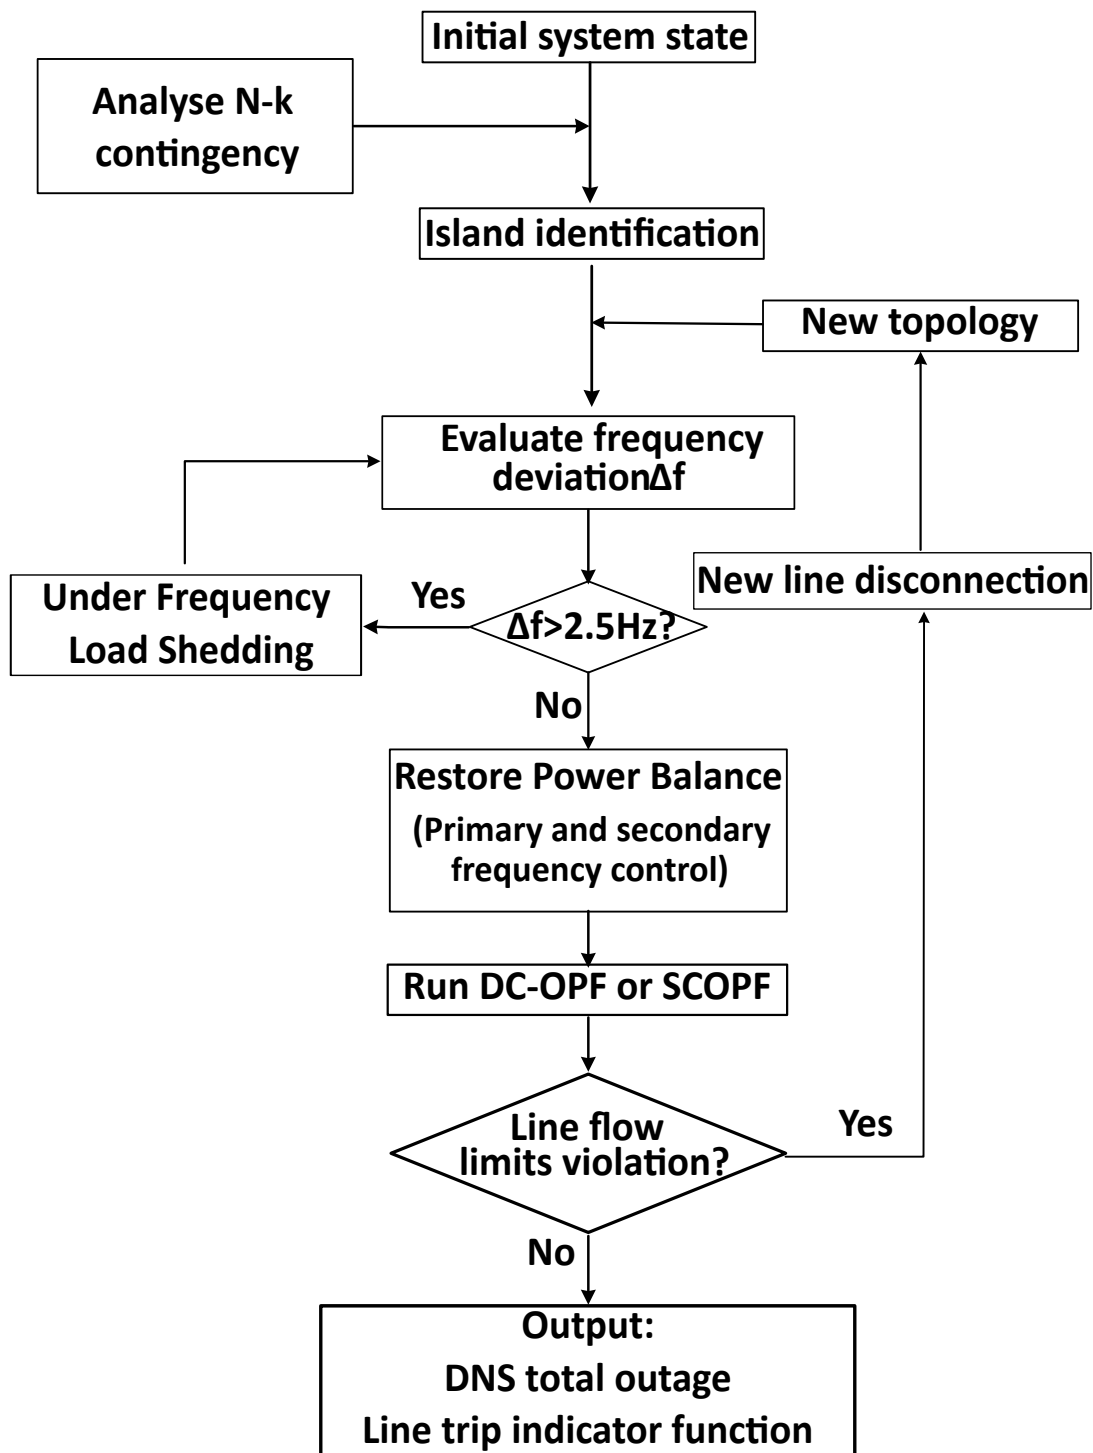 Initial system state
Analyse N-k
contingency
Island identification
New topology
Evaluate frequency
deviationΔf
New line disconnection
Under Frequency
Load Shedding
Yes
Δf>2.5Hz?
No
Restore Power Balance
(Primary and secondary
frequency control)
Run DC-OPF or SCOPF
Line flow
limits violation?
Yes
No
Output:
DNS total outage
Line trip indicator function